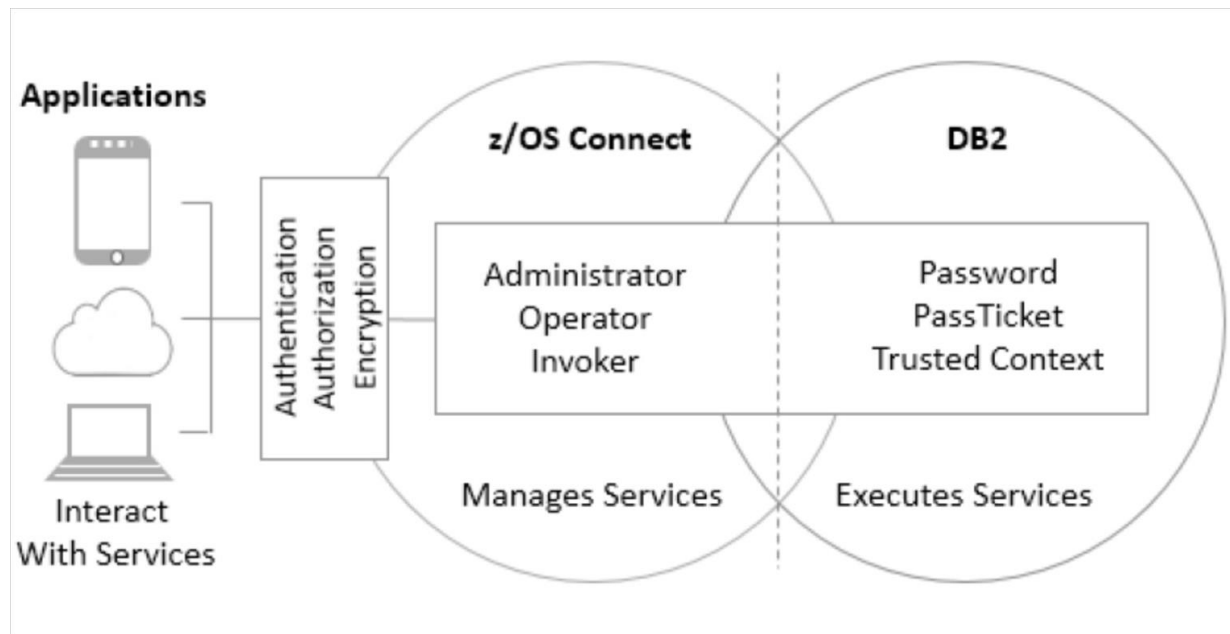 Applications
Interact
With Services
Authentication
Authorization
Encryption
z/OS Connect
Administrator
Operator
Invoker
Manages Services
DB2
Password
PassTicket
Trusted Context
Executes Services